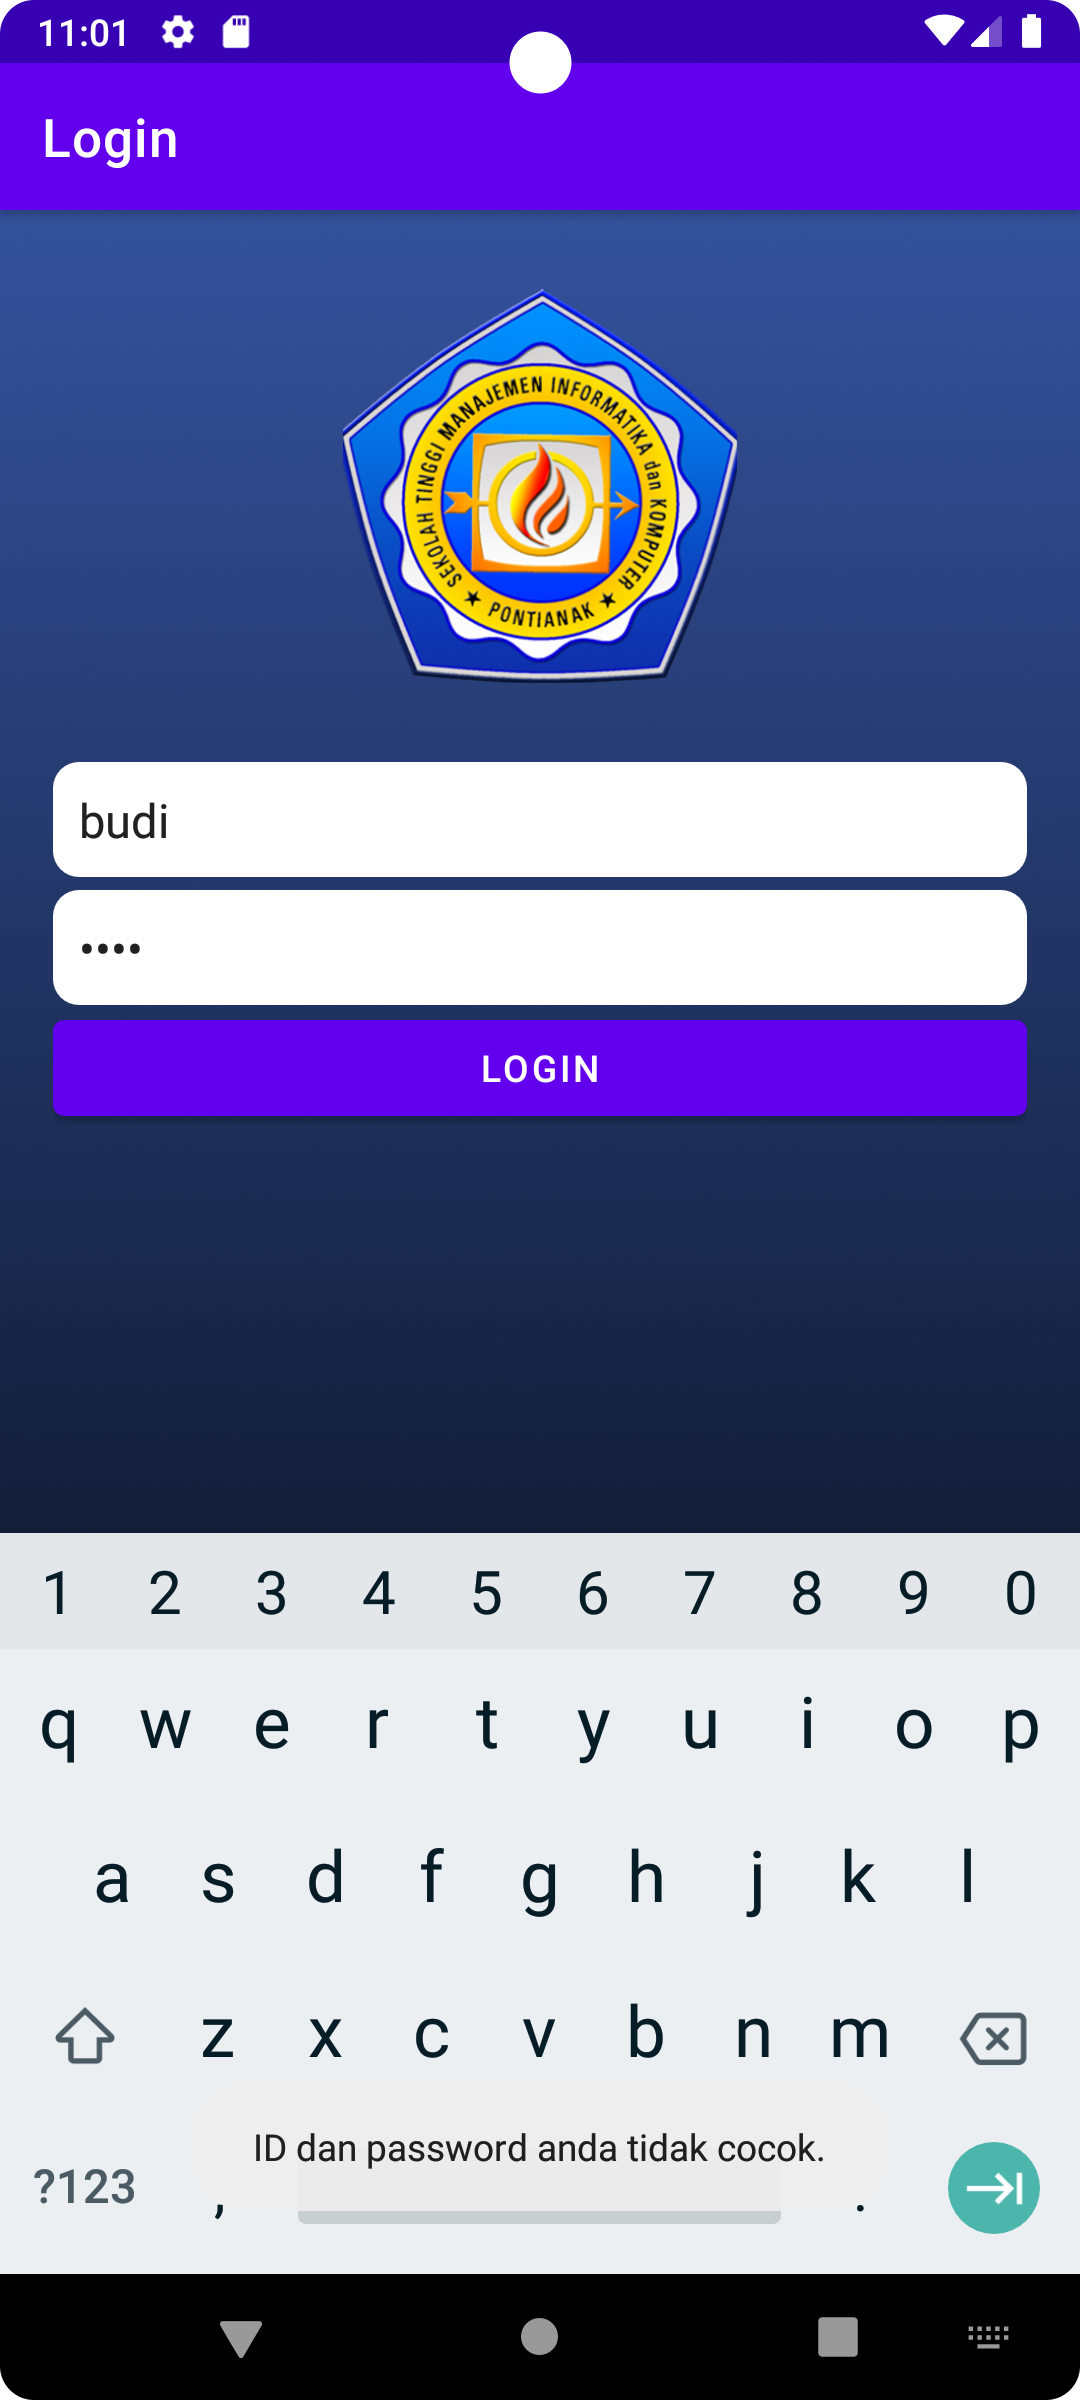 11:01
Login
SEKOLAH TINGGI MANAJEMEN INFORMATIKA dan KOMPUTER
★ PONTIANAK ★
budi
••••
LOGIN
1 2 3 4 5 6 7 8 9 0
q w e r t y u i o p
a s d f g h j k l
z x c v b n m
ID dan password anda tidak cocok.
?123 , .